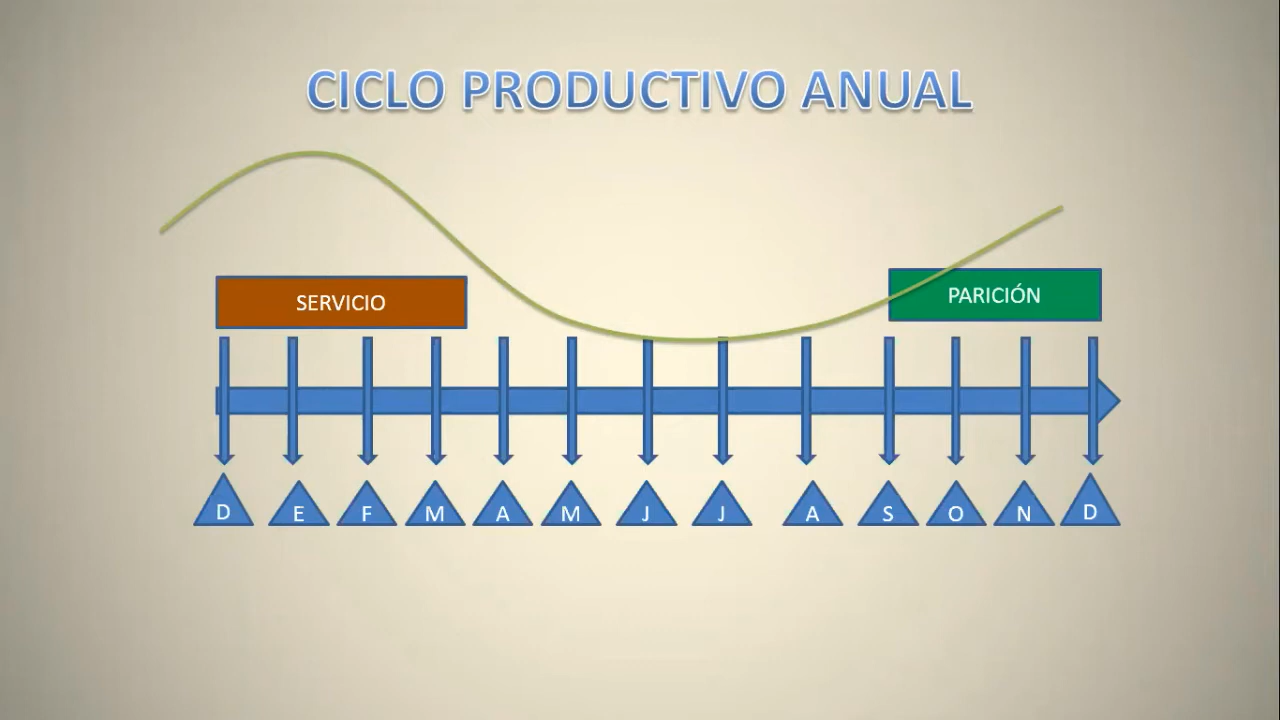 CICLO PRODUCTIVO ANUAL
SERVICIO
PARICIÓN
D E F M A M J J A S O N D